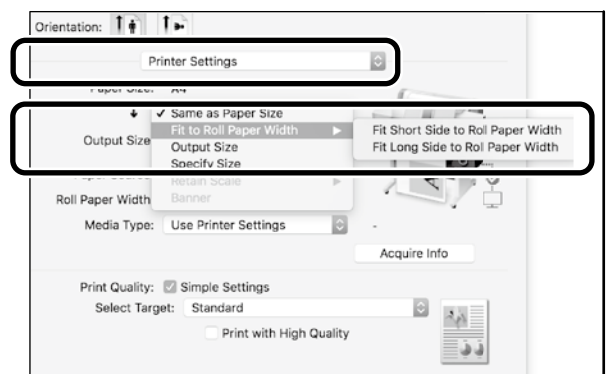 Orientation:
Printer Settings
Paper Size: A4
✓ Same as Paper Size
Fit to Roll Paper Width
Fit Short Side to Roll Paper Width
Output Size
Output Size
Fit Long Side to Rol Paper Width
Specify Size
Retain Scale
Roll Paper Width
Banner
Media Type: Use Printer Settings
-
Acquire Info
Print Quality: Simple Settings
Select Target: Standard
Print with High Quality